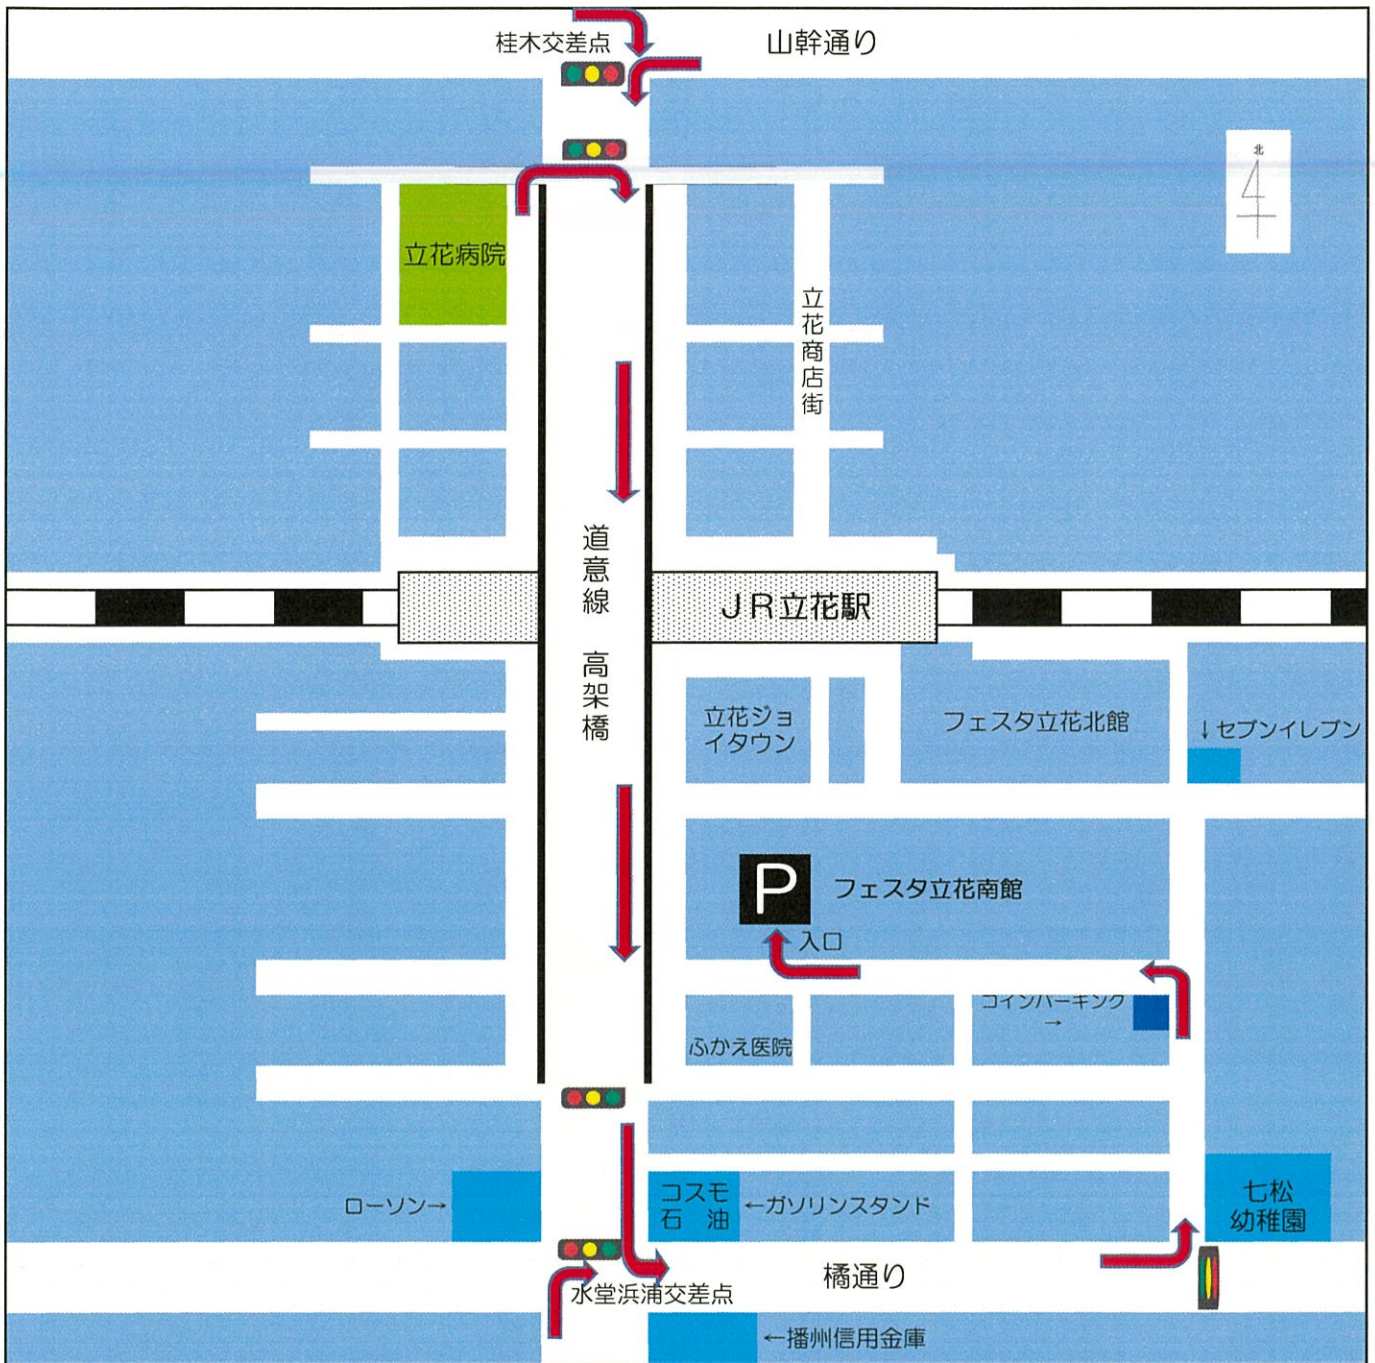 桂木交差点
山幹通り
北
立花病院
立花商店街
道意線　高架橋
JR立花駅
立花ジョ
イタウン
フェスタ立花北館
↓セブンイレブン
P
フェスタ立花南館
入口
コインパーキング
→
ふかえ医院
ローソン→
コスモ
石　油
←ガソリンスタンド
七松
幼稚園
橘通り
水堂浜浦交差点
←播州信用金庫